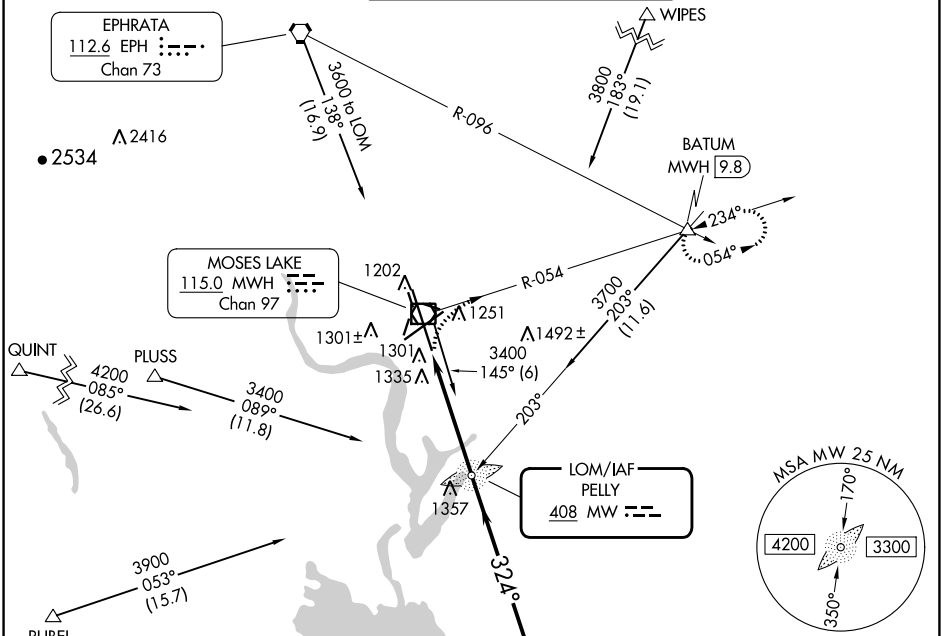 EPHRATA
112.6 EPH
Chan 73
WIPES
3800
183°
(19.1)
3600 to LOM
138°
(16.9)
R-096
2416
2534
BATUM
MWH 9.8
234°
054°
MOSES LAKE
115.0 MWH
Chan 97
1202
R-054
1251
3700
203°
(11.6)
1301±
1492±
1301
3400
145° (6)
1335
QUINT
PLUSS
4200
085°
(26.6)
3400
089°
(11.8)
203°
LOM/IAF
PELLY
408 MW
1357
MSA MW 25 NM
170°
4200
3300
350°
324°
3900
053°
(15.7)